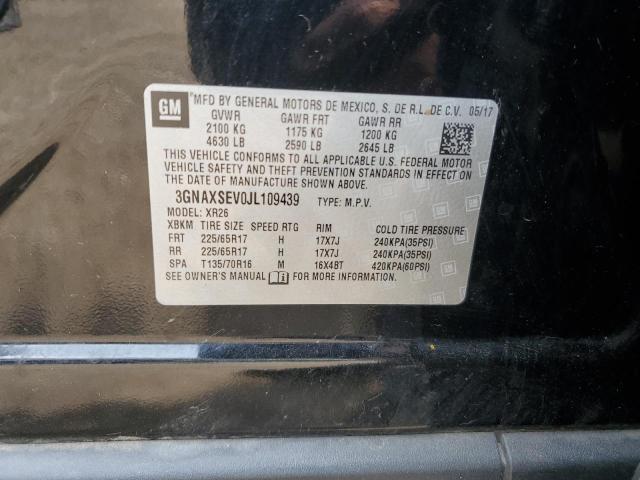 GM
MFD BY GENERAL MOTORS DE MEXICO, S. DE R.L. DE C.V. 05/17
GVWR GAWR FRT GAWR RR
2100 KG 1175 KG 1200 KG
4630 LB 2590 LB 2645 LB
THIS VEHICLE CONFORMS TO ALL APPLICABLE U.S. FEDERAL MOTOR
VEHICLE SAFETY AND THEFT PREVENTION STANDARDS IN EFFECT
ON THE DATE OF MANUFACTURE SHOWN ABOVE.
3GNAXSEV0JL109439 TYPE: M.P.V.
MODEL: XR26
XBKM TIRE SIZE SPEED RTG RIM COLD TIRE PRESSURE
FRT 225/65R17 H 17X7J 240KPA(35PSI)
RR 225/65R17 H 17X7J 240KPA(35PSI)
SPA T135/70R16 M 16X4BT 420KPA(60PSI)
SEE OWNER'S MANUAL FOR MORE INFORMATION.